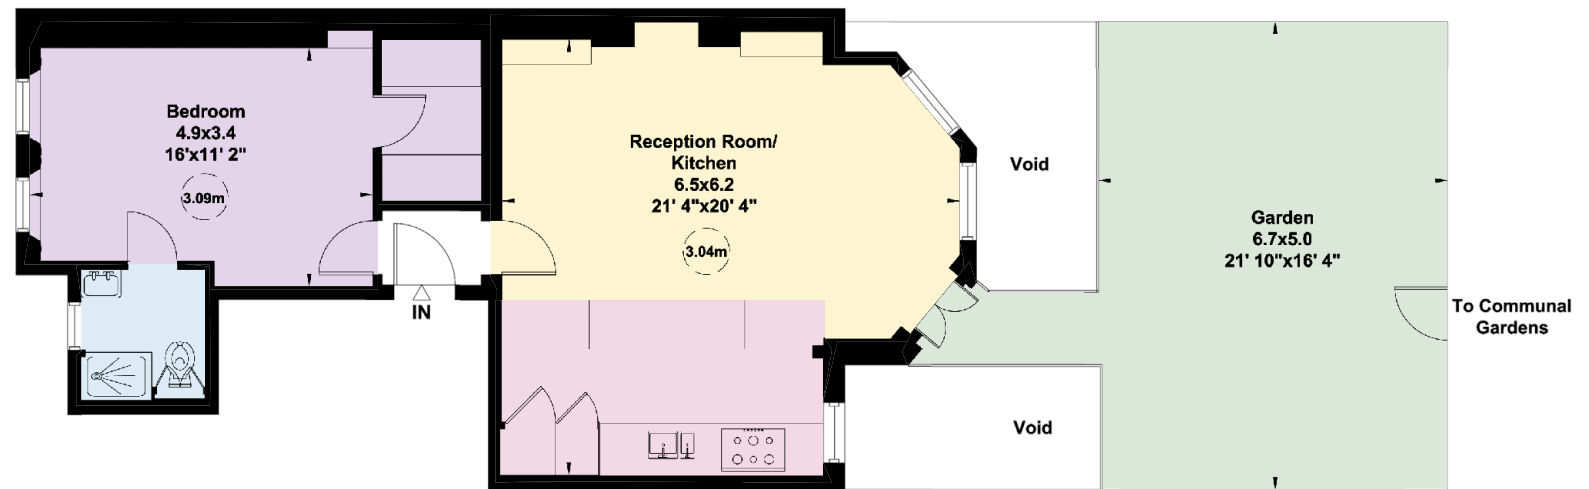 Bedroom
4.9x3.4
16'x11' 2"
3.09m
Reception Room/
Kitchen
6.5x6.2
21' 4"x20' 4"
3.04m
IN
Void
Void
Garden
6.7x5.0
21' 10"x16' 4"
To Communal
Gardens